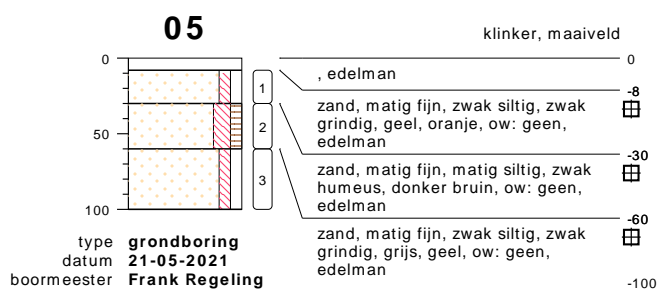 05
klinker, maaiveld
0
0
, edelman
-8
1
zand, matig fijn, zwak siltig, zwak
grindig, geel, oranje, ow: geen,
edelman
-30
50
2
zand, matig fijn, matig siltig, zwak
humeus, donker bruin, ow: geen,
edelman
-60
3
zand, matig fijn, zwak siltig, zwak
grindig, grijs, geel, ow: geen,
edelman
100
-100
type grondboring
datum 21-05-2021
boormeester Frank Regeling